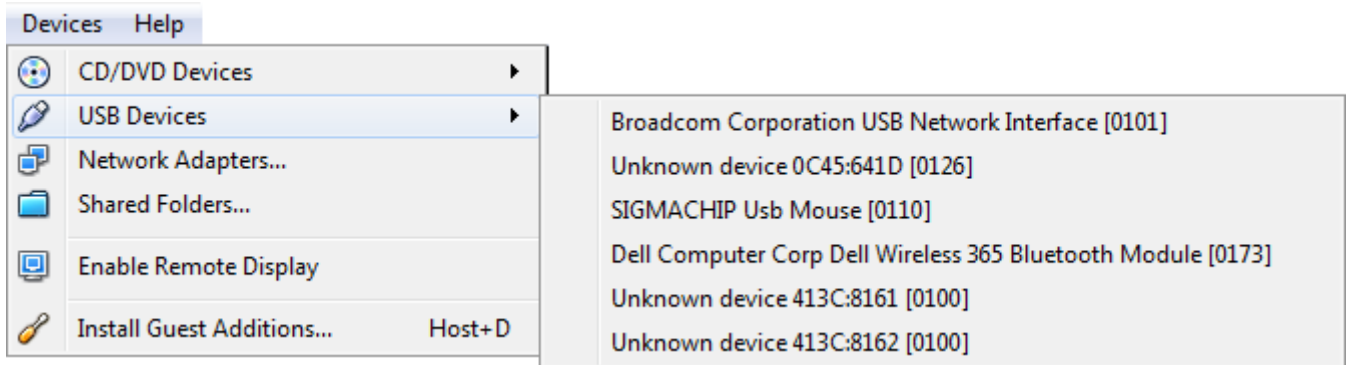 Devices Help
CD/DVD Devices
USB Devices
Network Adapters...
Shared Folders...
Enable Remote Display
Install Guest Additions... Host+D
Broadcom Corporation USB Network Interface [0101]
Unknown device 0C45:641D [0126]
SIGMACHIP Usb Mouse [0110]
Dell Computer Corp Dell Wireless 365 Bluetooth Module [0173]
Unknown device 413C:8161 [0100]
Unknown device 413C:8162 [0100]